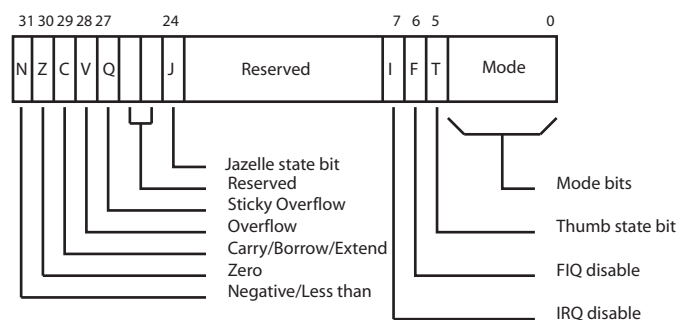 31 30 29 28 27 24 7 6 5 0
N Z C V Q J Reserved I F T Mode
Jazelle state bit
Reserved
Sticky Overflow
Overflow
Carry/Borrow/Extend
Zero
Negative/Less than
Mode bits
Thumb state bit
FIQ disable
IRQ disable